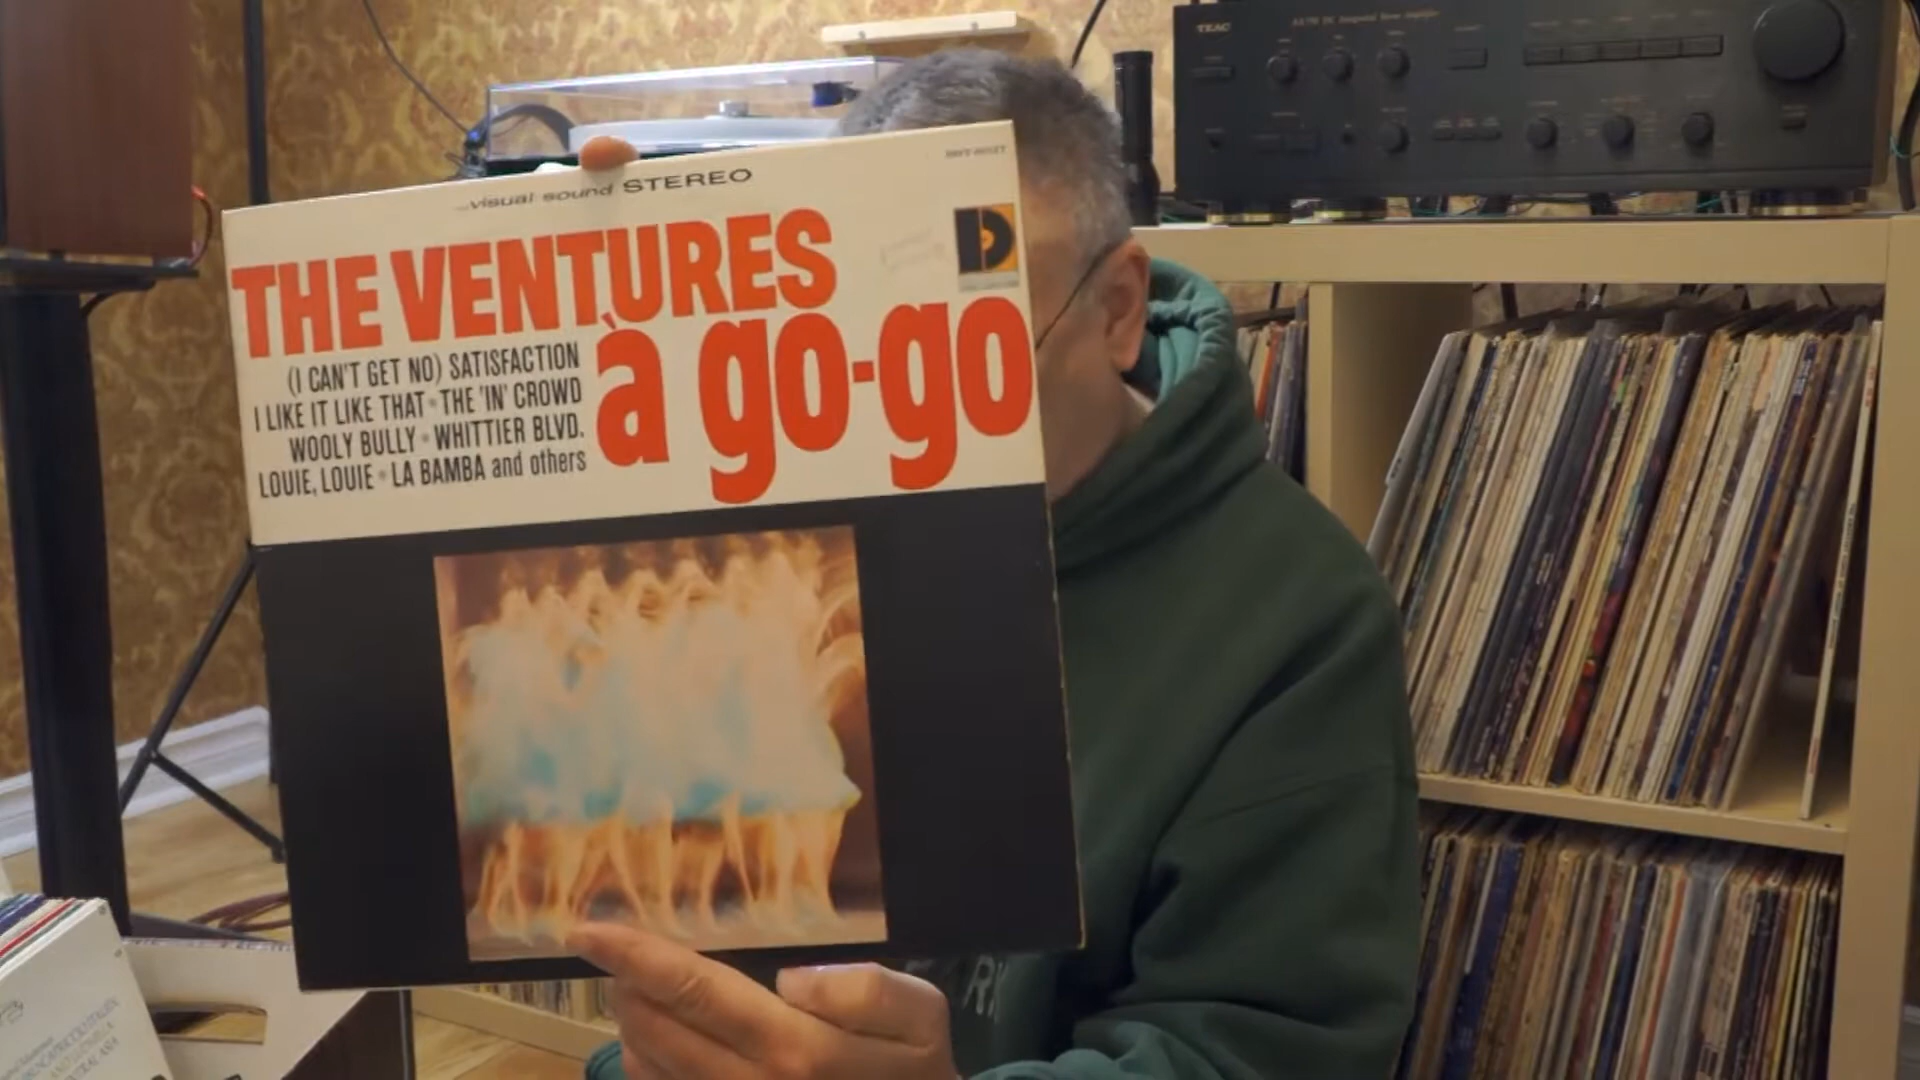 TEAC
...visual sound STEREO
THE VENTURES
à go-go
(I CAN'T GET NO) SATISFACTION
I LIKE IT LIKE THAT • THE 'IN' CROWD
WOOLY BULLY • WHITTIER BLVD.
LOUIE, LOUIE • LA BAMBA and others